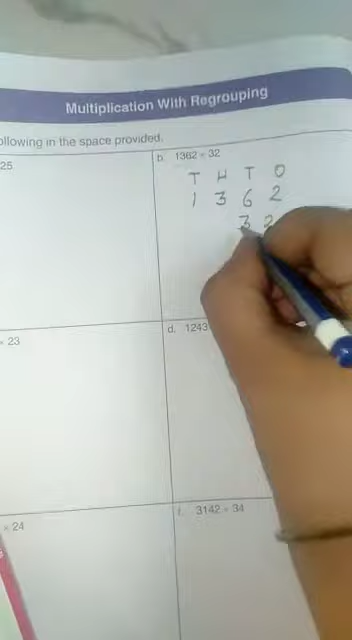 Multiplication With Regrouping
ollowing in the space provided.
25
b. 1362 × 32
T H T O
1 3 6 2
3 2
× 23
d. 1243
× 24
f. 3142 × 34